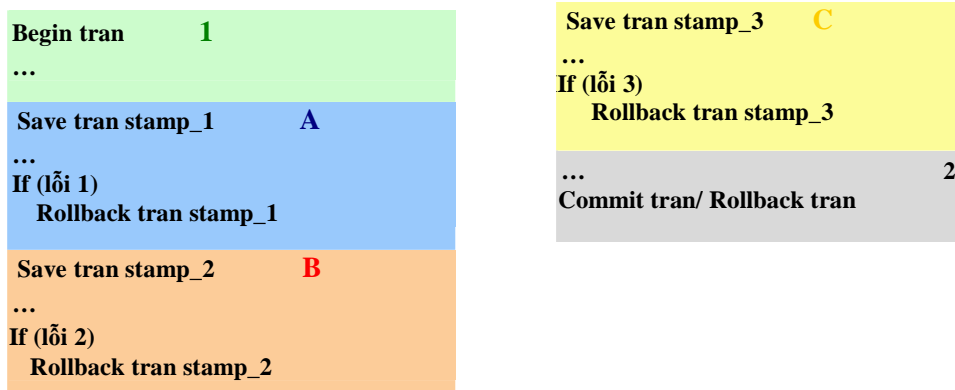 Begin tran 1
…
Save tran stamp_1 A
…
If (lỗi 1)
Rollback tran stamp_1
Save tran stamp_2 B
…
If (lỗi 2)
Rollback tran stamp_2
Save tran stamp_3 C
…
If (lỗi 3)
Rollback tran stamp_3
… 2
Commit tran/ Rollback tran